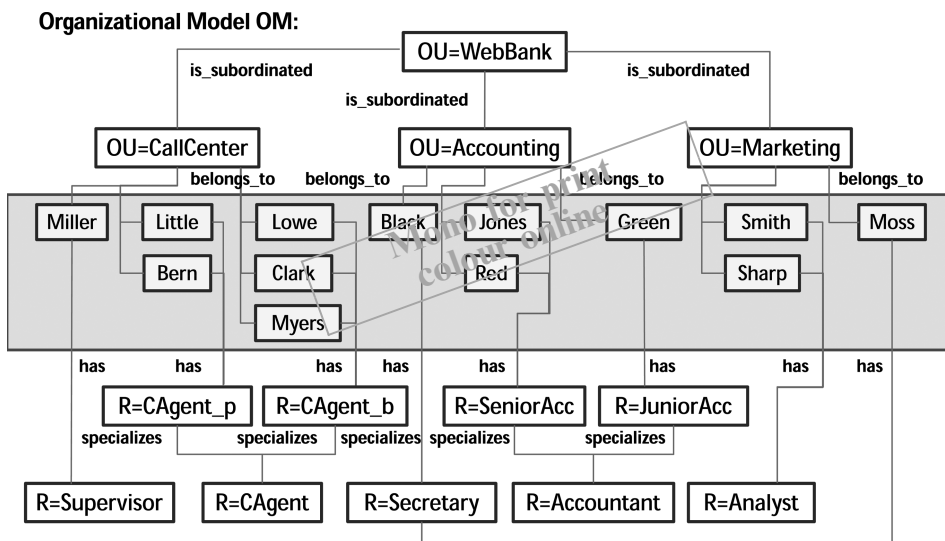 Organizational Model OM:
OU=WebBank
is_subordinated
is_subordinated
is_subordinated
OU=CallCenter
OU=Accounting
OU=Marketing
belongs_to
belongs_to
belongs_to
belongs_to
Miller
Little
Lowe
Black
Jones
Green
Smith
Moss
Bern
Clark
Red
Sharp
Myers
Mono for print
colour online
has
has
has
has
has
has
has
has
R=CAgent_p
R=CAgent_b
R=SeniorAcc
R=JuniorAcc
specializes
specializes
specializes
specializes
specializes
R=Supervisor
R=CAgent
R=Secretary
R=Accountant
R=Analyst